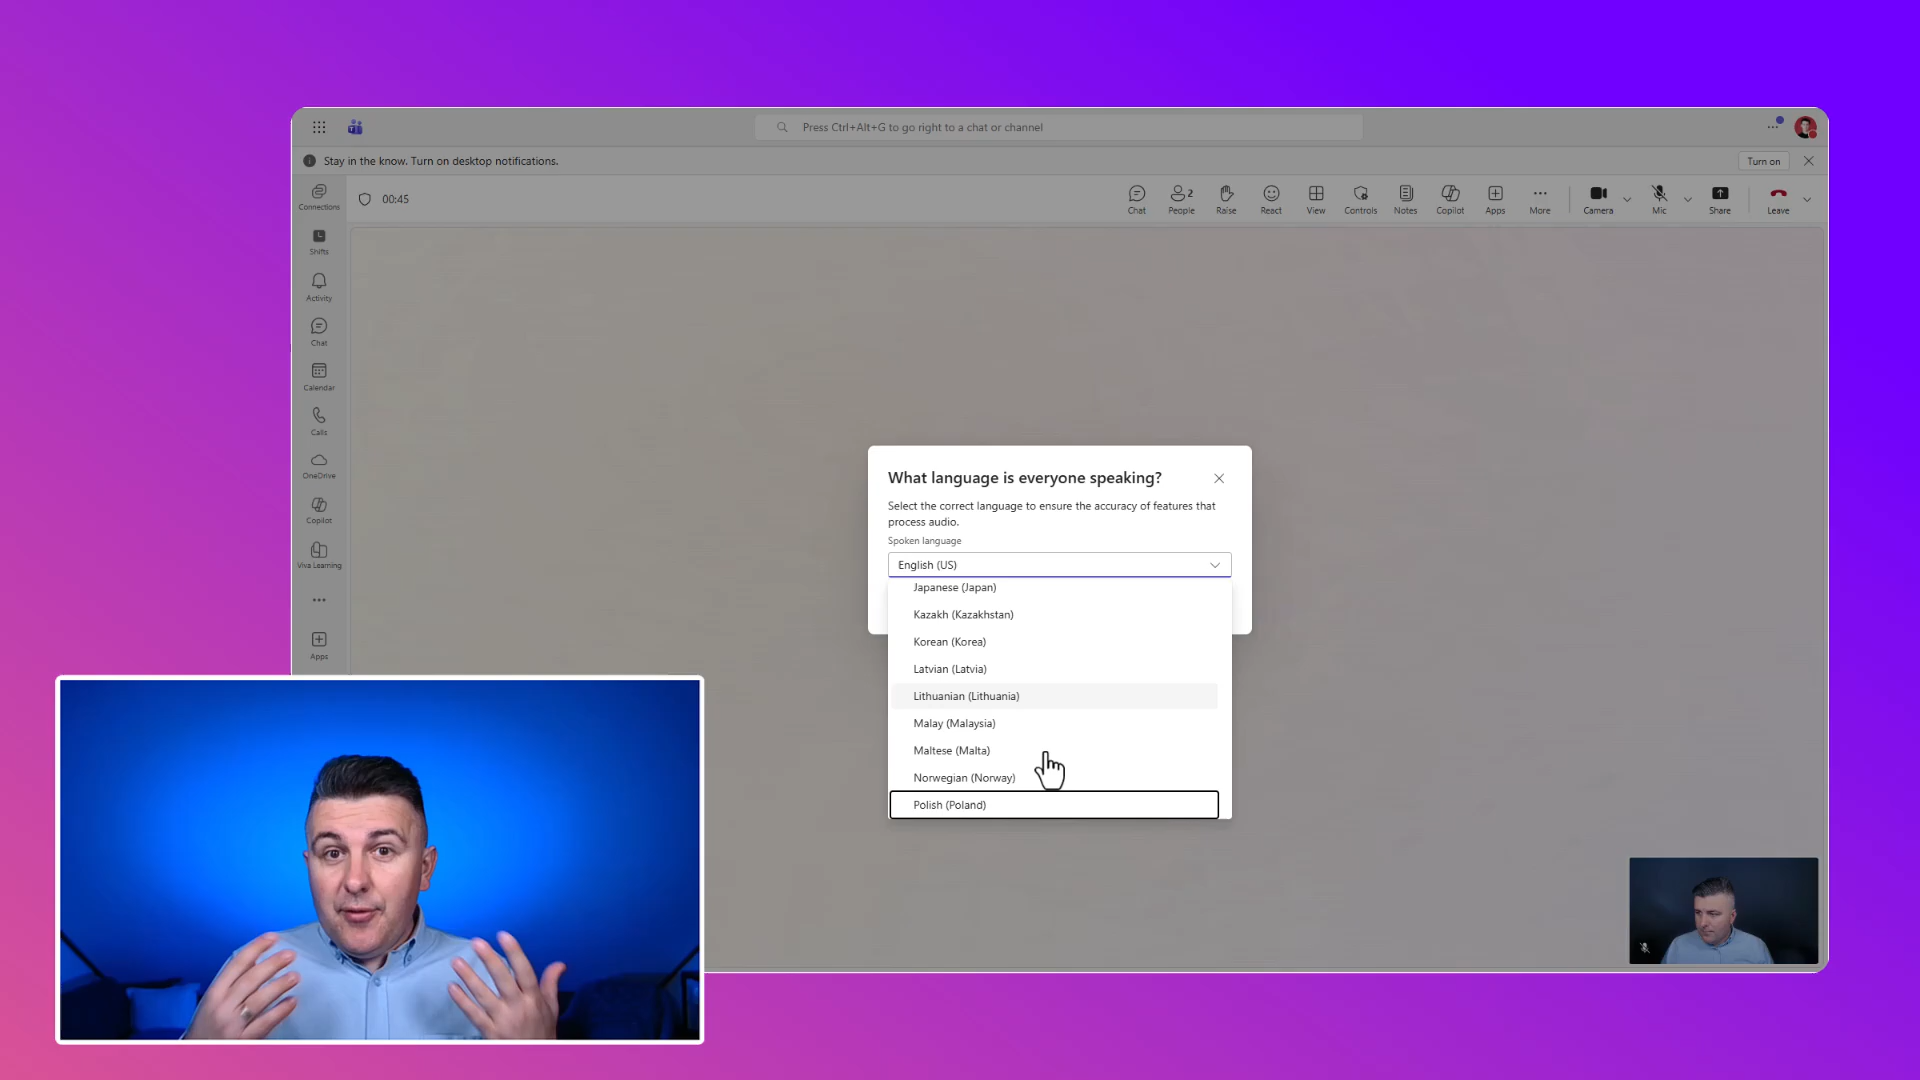 Press Ctrl+Alt+G to go right to a chat or channel
Stay in the know. Turn on desktop notifications.
Turn on
Connections
00:45
Chat
People
2
Raise
React
View
Controls
Notes
Copilot
Apps
More
Camera
Mic
Share
Leave
Shifts
Activity
Chat
Calendar
Calls
OneDrive
Copilot
Viva Learning
Apps
What language is everyone speaking?
Select the correct language to ensure the accuracy of features that
process audio.
Spoken language
English (US)
Japanese (Japan)
Kazakh (Kazakhstan)
Korean (Korea)
Latvian (Latvia)
Lithuanian (Lithuania)
Malay (Malaysia)
Maltese (Malta)
Norwegian (Norway)
Polish (Poland)